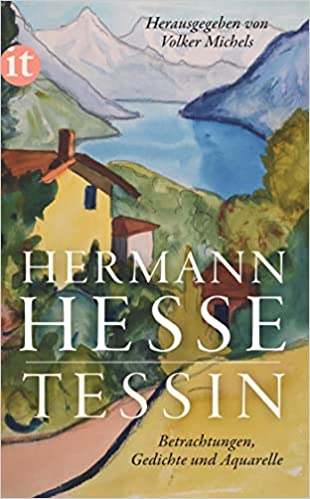 Herausgegeben von
Volker Michels
it
HERMANN
HESSE
TESSIN
Betrachtungen,
Gedichte und Aquarelle